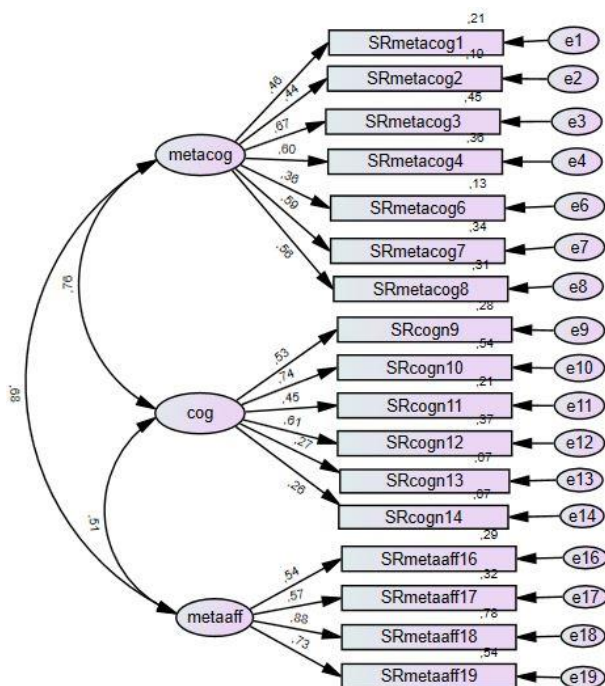 ,21
SRmetacog1 e1
,46
,19
SRmetacog2 e2
,44
,45
SRmetacog3 e3
,67
,36
metacog
SRmetacog4 e4
,60
,13
SRmetacog6 e6
,36
,34
SRmetacog7 e7
,59
,31
SRmetacog8 e8
,56
,28
SRcogn9 e9
,53
,54
SRcogn10 e10
,74
,21
cog
SRcogn11 e11
,45
,37
SRcogn12 e12
,61
,07
SRcogn13 e13
,27
,07
SRcogn14 e14
,26
,29
SRmetaaff16 e16
,54
,32
SRmetaaff17 e17
,57
,78
metaaff
SRmetaaff18 e18
,88
,54
SRmetaaff19 e19
,73
,76
,68
,51